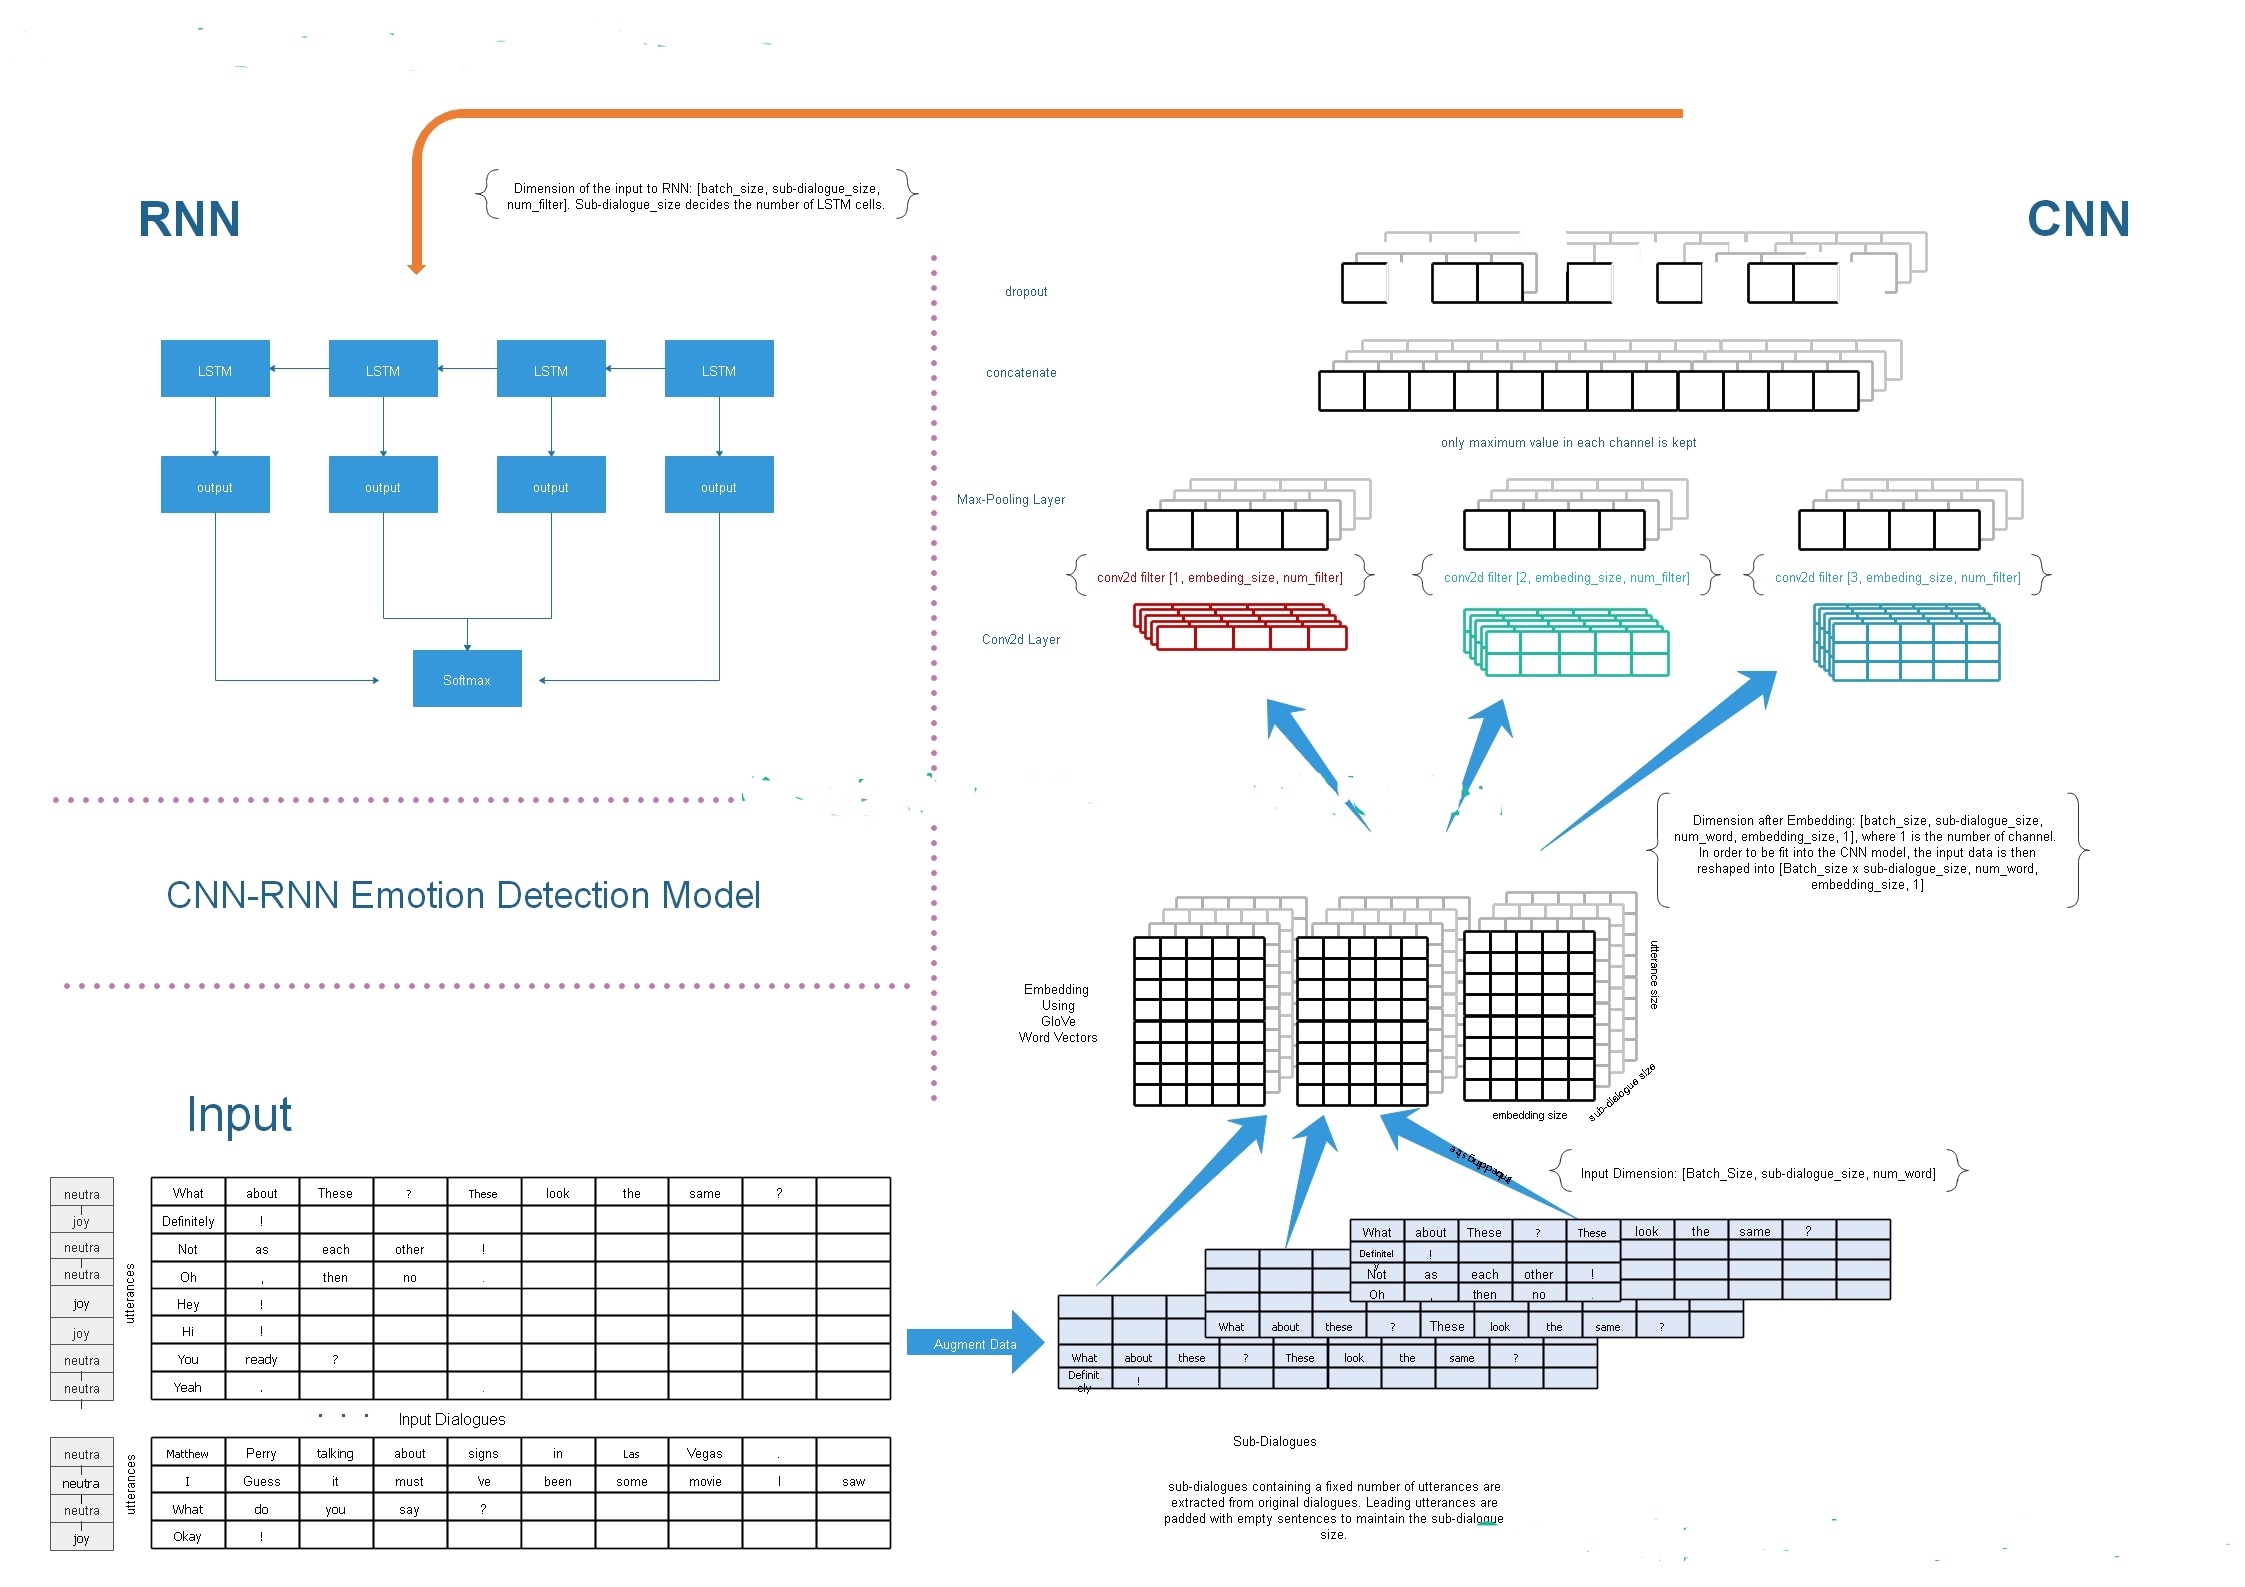 Dimension of the input to RNN: [batch_size, sub-dialogue_size,
num_filter]. Sub-dialogue_size decides the number of LSTM cells.
RNN
CNN
dropout
LSTM LSTM LSTM LSTM
concatenate
only maximum value in each channel is kept
output output output output
Max-Pooling Layer
conv2d filter [1, embeding_size, num_filter]
conv2d filter [2, embeding_size, num_filter]
conv2d filter [3, embeding_size, num_filter]
Conv2d Layer
Softmax
Dimension after Embedding: [batch_size, sub-dialogue_size,
num_word, embedding_size, 1], where 1 is the number of channel.
In order to be fit into the CNN model, the input data is then
reshaped into [Batch_size x sub-dialogue_size, num_word,
embedding_size, 1]
CNN-RNN Emotion Detection Model
Embedding
Using
GloVe
Word Vectors
utterance size
sub-dialogue size
embedding size
Input
Input Dimension: [Batch_Size, sub-dialogue_size, num_word]
neutra
l
joy
neutra
l
neutra
l
joy
joy
neutra
l
neutra
l
utterances
What about These ? These look the same ?
Definitely !
Not as each other !
Oh , then no .
Hey !
Hi !
You ready ?
Yeah , .
. . .
Input Dialogues
neutra
l
neutra
l
neutra
l
joy
utterances
Matthew Perry talking about signs in Las Vegas .
I Guess it must 've been some movie I saw
What do you say ?
Okay !
Augment Data
What about These ? These look the same ?
Definitel
y !
Not as each other !
Oh , then no .
What about these ? These look the same ?
What about these ? These look the same ?
Definit
ely !
Sub-Dialogues
sub-dialogues containing a fixed number of utterances are
extracted from original dialogues. Leading utterances are
padded with empty sentences to maintain the sub-dialogue
size.